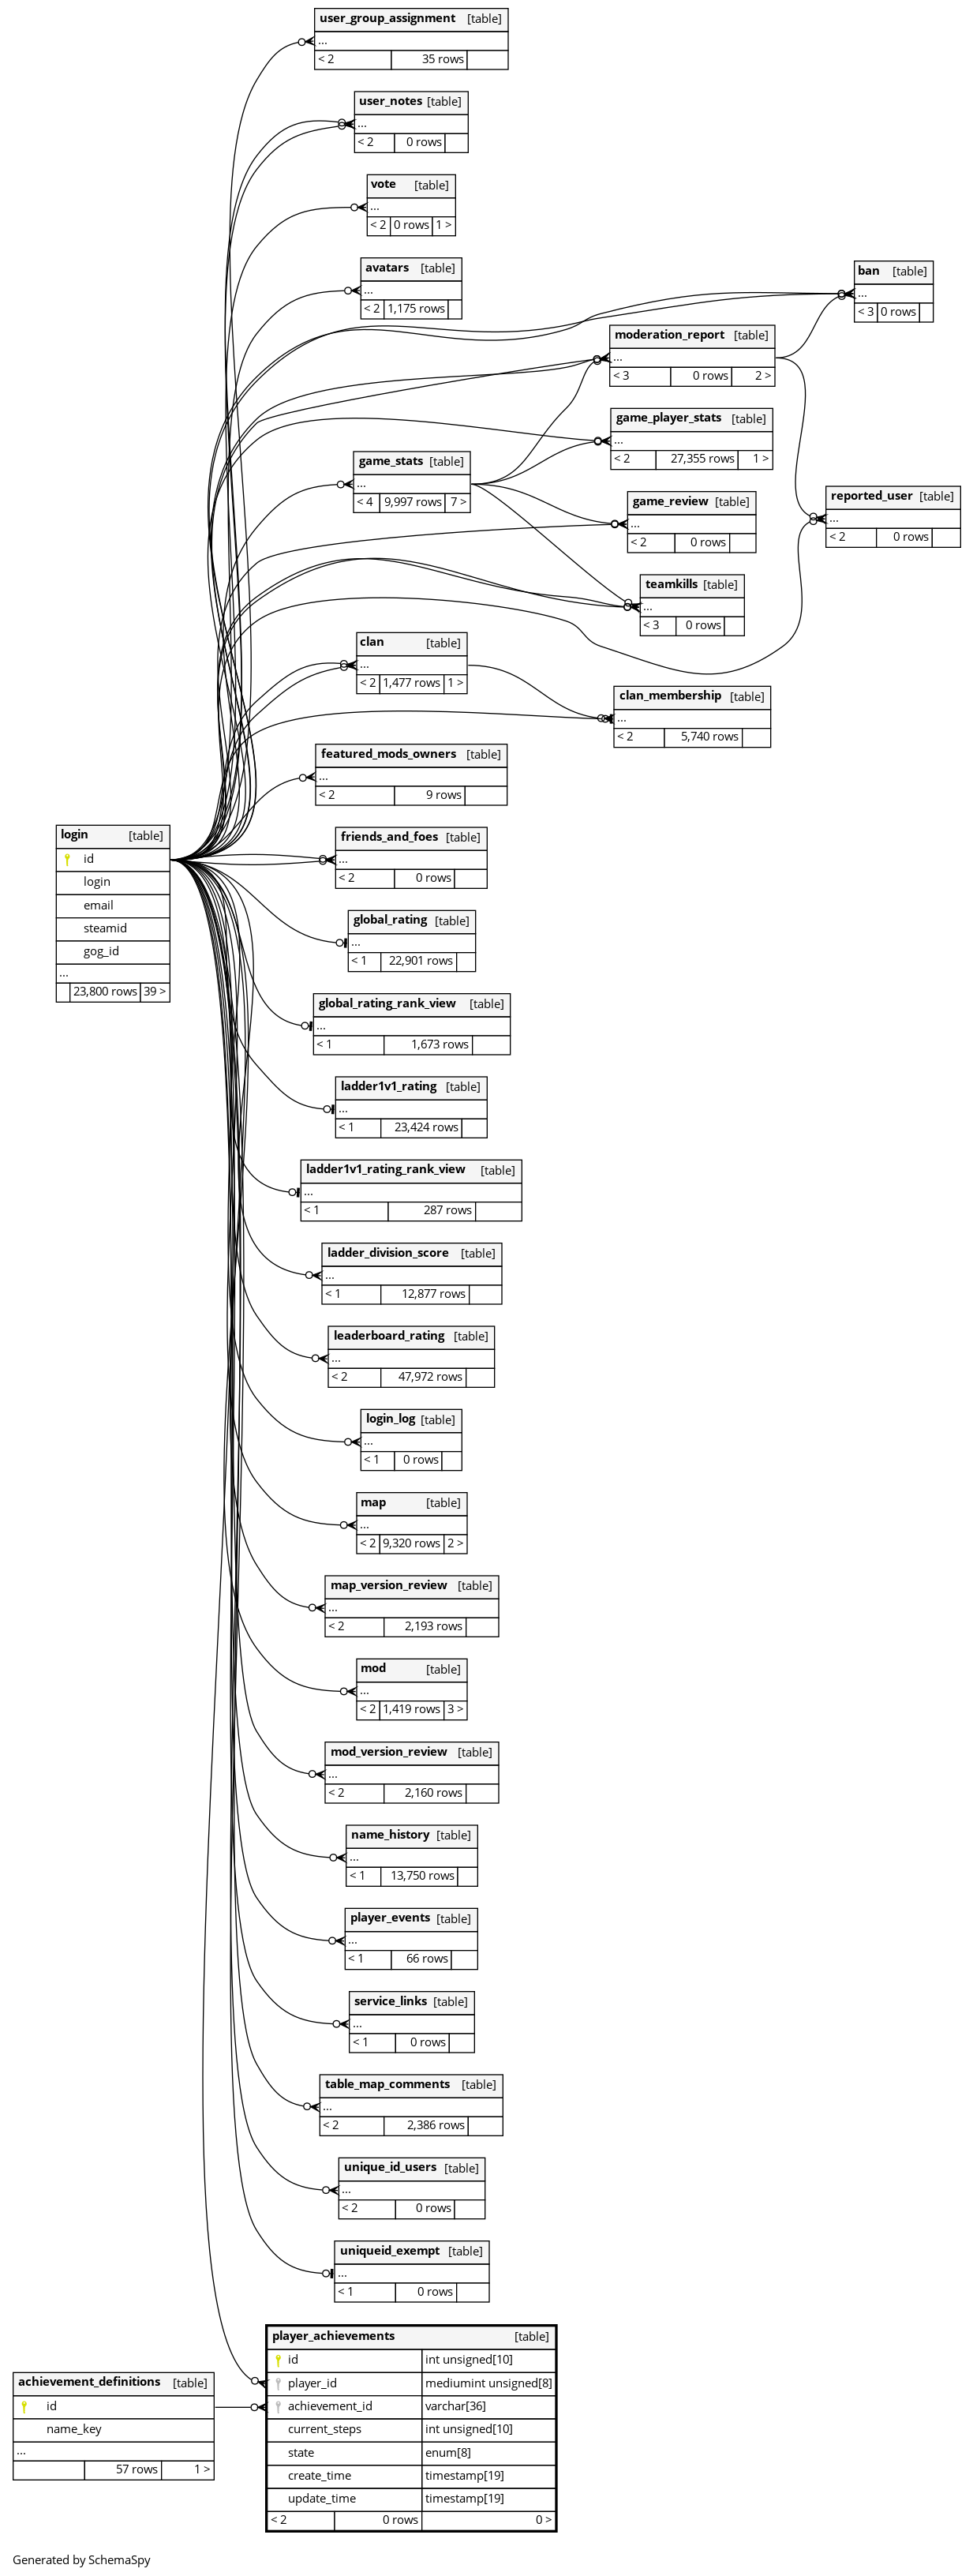 user_group_assignment [table]
...
< 2 35 rows
user_notes [table]
...
< 2 0 rows
vote [table]
...
< 2 0 rows 1 >
avatars [table]
...
< 2 1,175 rows
ban [table]
...
< 3 0 rows
moderation_report [table]
...
< 3 0 rows 2 >
game_player_stats [table]
...
< 2 27,355 rows 1 >
game_stats [table]
...
< 4 9,997 rows 7 >
game_review [table]
...
< 2 0 rows
reported_user [table]
...
< 2 0 rows
teamkills [table]
...
< 3 0 rows
clan [table]
...
< 2 1,477 rows 1 >
clan_membership [table]
...
< 2 5,740 rows
featured_mods_owners [table]
...
< 2 9 rows
login [table]
id
login
email
steamid
gog_id
...
23,800 rows 39 >
friends_and_foes [table]
...
< 2 0 rows
global_rating [table]
...
< 1 22,901 rows
global_rating_rank_view [table]
...
< 1 1,673 rows
ladder1v1_rating [table]
...
< 1 23,424 rows
ladder1v1_rating_rank_view [table]
...
< 1 287 rows
ladder_division_score [table]
...
< 1 12,877 rows
leaderboard_rating [table]
...
< 2 47,972 rows
login_log [table]
...
< 1 0 rows
map [table]
...
< 2 9,320 rows 2 >
map_version_review [table]
...
< 2 2,193 rows
mod [table]
...
< 2 1,419 rows 3 >
mod_version_review [table]
...
< 2 2,160 rows
name_history [table]
...
< 1 13,750 rows
player_events [table]
...
< 1 66 rows
service_links [table]
...
< 1 0 rows
table_map_comments [table]
...
< 2 2,386 rows
unique_id_users [table]
...
< 2 0 rows
uniqueid_exempt [table]
...
< 1 0 rows
player_achievements [table]
id int unsigned[10]
player_id mediumint unsigned[8]
achievement_id varchar[36]
current_steps int unsigned[10]
state enum[8]
create_time timestamp[19]
update_time timestamp[19]
< 2 0 rows 0 >
achievement_definitions [table]
id
name_key
...
57 rows 1 >
Generated by SchemaSpy